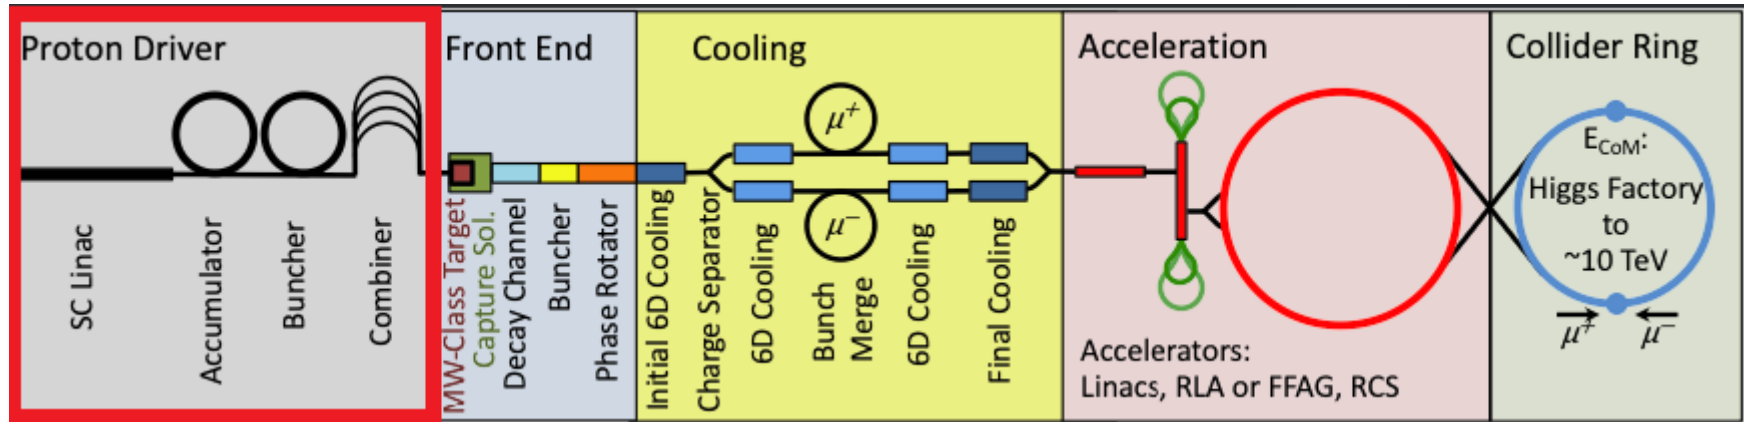 Proton Driver
SC Linac
Accumulator
Buncher
Combiner
Front End
MW-Class Target
Capture Sol.
Decay Channel
Buncher
Phase Rotator
Cooling
μ+
μ−
Initial 6D Cooling
Charge Separator
6D Cooling
Bunch
Merge
6D Cooling
Final Cooling
Acceleration
Accelerators:
Linacs, RLA or FFAG, RCS
Collider Ring
ECoM:
Higgs Factory
to
~10 TeV
μ+ μ−